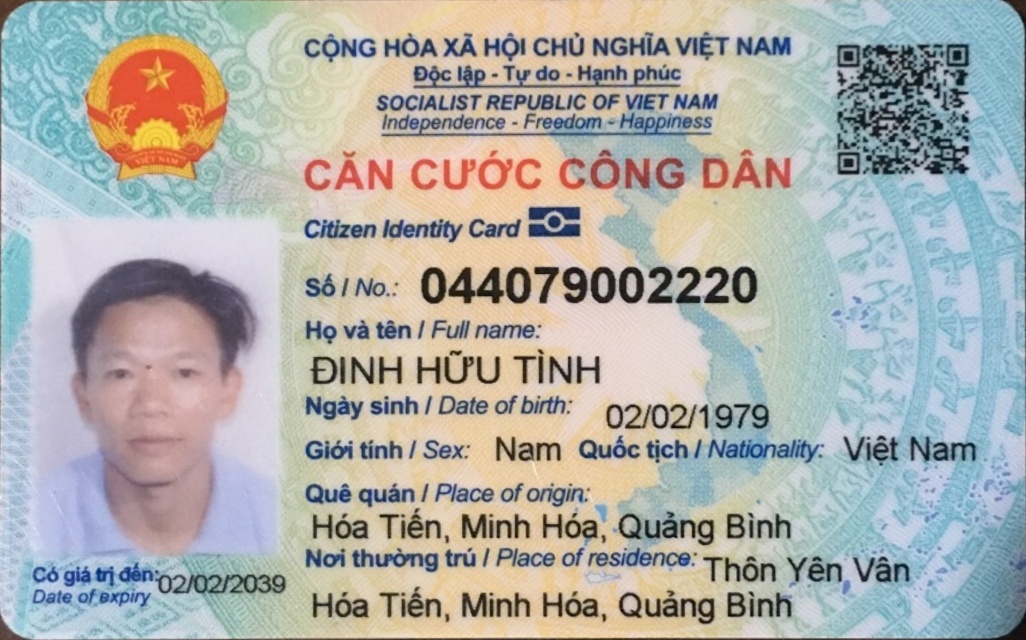 CỘNG HÒA XÃ HỘI CHỦ NGHĨA VIỆT NAM
Độc lập - Tự do - Hạnh phúc
SOCIALIST REPUBLIC OF VIET NAM
Independence - Freedom - Happiness
CĂN CƯỚC CÔNG DÂN
Citizen Identity Card
Số / No.: 044079002220
Họ và tên / Full name:
ĐINH HỮU TÌNH
Ngày sinh / Date of birth: 02/02/1979
Giới tính / Sex: Nam Quốc tịch / Nationality: Việt Nam
Quê quán / Place of origin:
Hóa Tiến, Minh Hóa, Quảng Bình
Nơi thường trú / Place of residence: Thôn Yên Vân
Hóa Tiến, Minh Hóa, Quảng Bình
Có giá trị đến: 02/02/2039
Date of expiry
VIỆT NAM